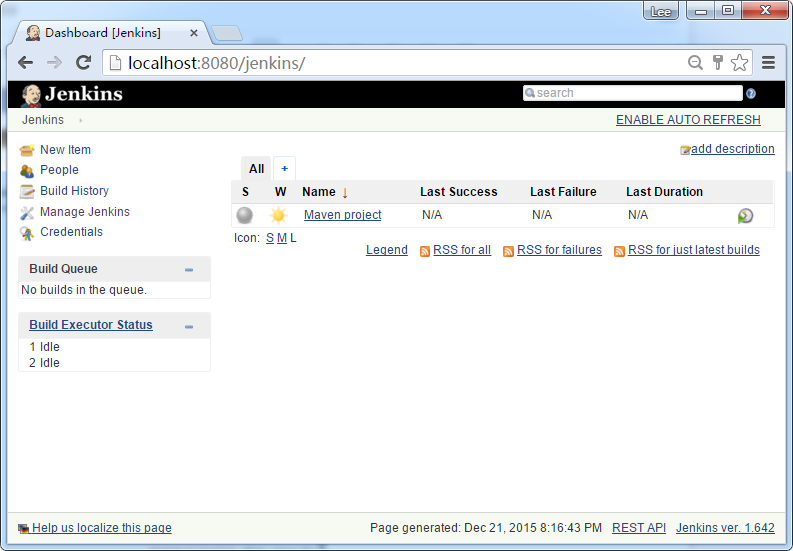 Lee
Dashboard [Jenkins]
localhost:8080/jenkins/
Jenkins
search
Jenkins
ENABLE AUTO REFRESH
New Item
People
Build History
Manage Jenkins
Credentials
Build Queue
No builds in the queue.
Build Executor Status
1 Idle
2 Idle
add description
All +
S W Name ↓ Last Success Last Failure Last Duration
Maven project N/A N/A N/A
Icon: S M L
Legend RSS for all RSS for failures RSS for just latest builds
Help us localize this page Page generated: Dec 21, 2015 8:16:43 PM REST API Jenkins ver. 1.642